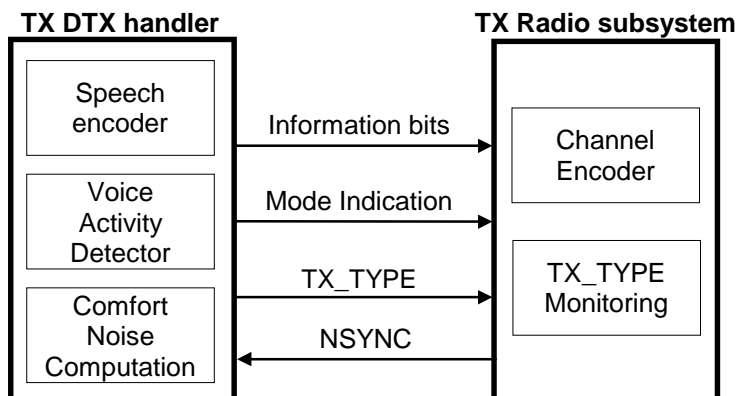 TX DTX handler
TX Radio subsystem
Speech
encoder
Information bits
Channel
Encoder
Voice
Activity
Detector
Mode Indication
TX_TYPE
TX_TYPE
Monitoring
Comfort
Noise
Computation
NSYNC